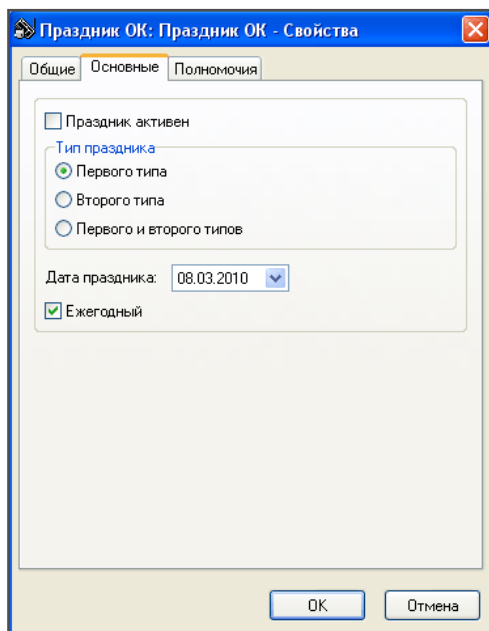 Праздник ОК: Праздник ОК - Свойства
Общие Основные Полномочия
Праздник активен
Тип праздника
Первого типа
Второго типа
Первого и второго типов
Дата праздника: 08.03.2010
Ежегодный
ОК Отмена